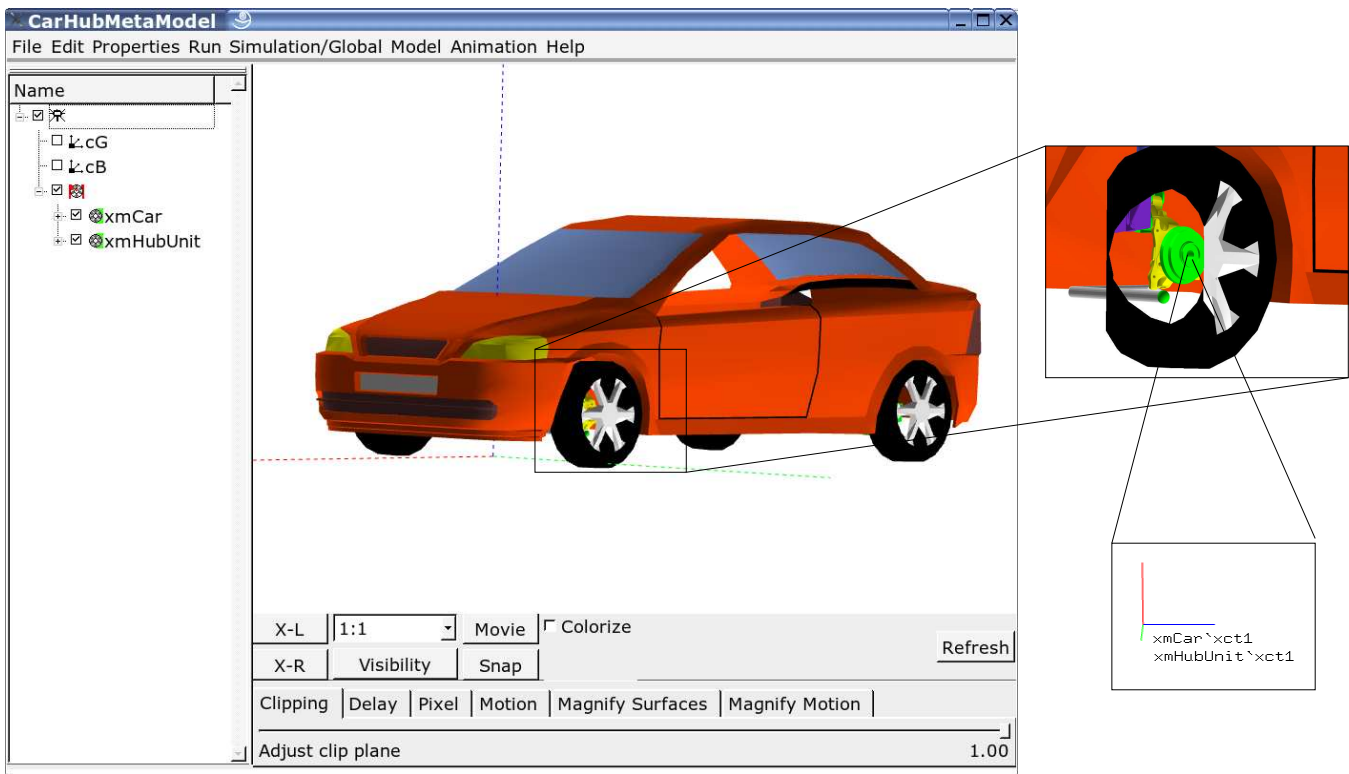 CarHubMetaModel
File Edit Properties Run Simulation/Global Model Animation Help
Name
cG
cB
xmCar
xmHubUnit
X-L
1:1
Movie
Colorize
Refresh
X-R
Visibility
Snap
Clipping Delay Pixel Motion Magnify Surfaces Magnify Motion
Adjust clip plane
1.00
xmCar`xct1
xmHubUnit`xct1